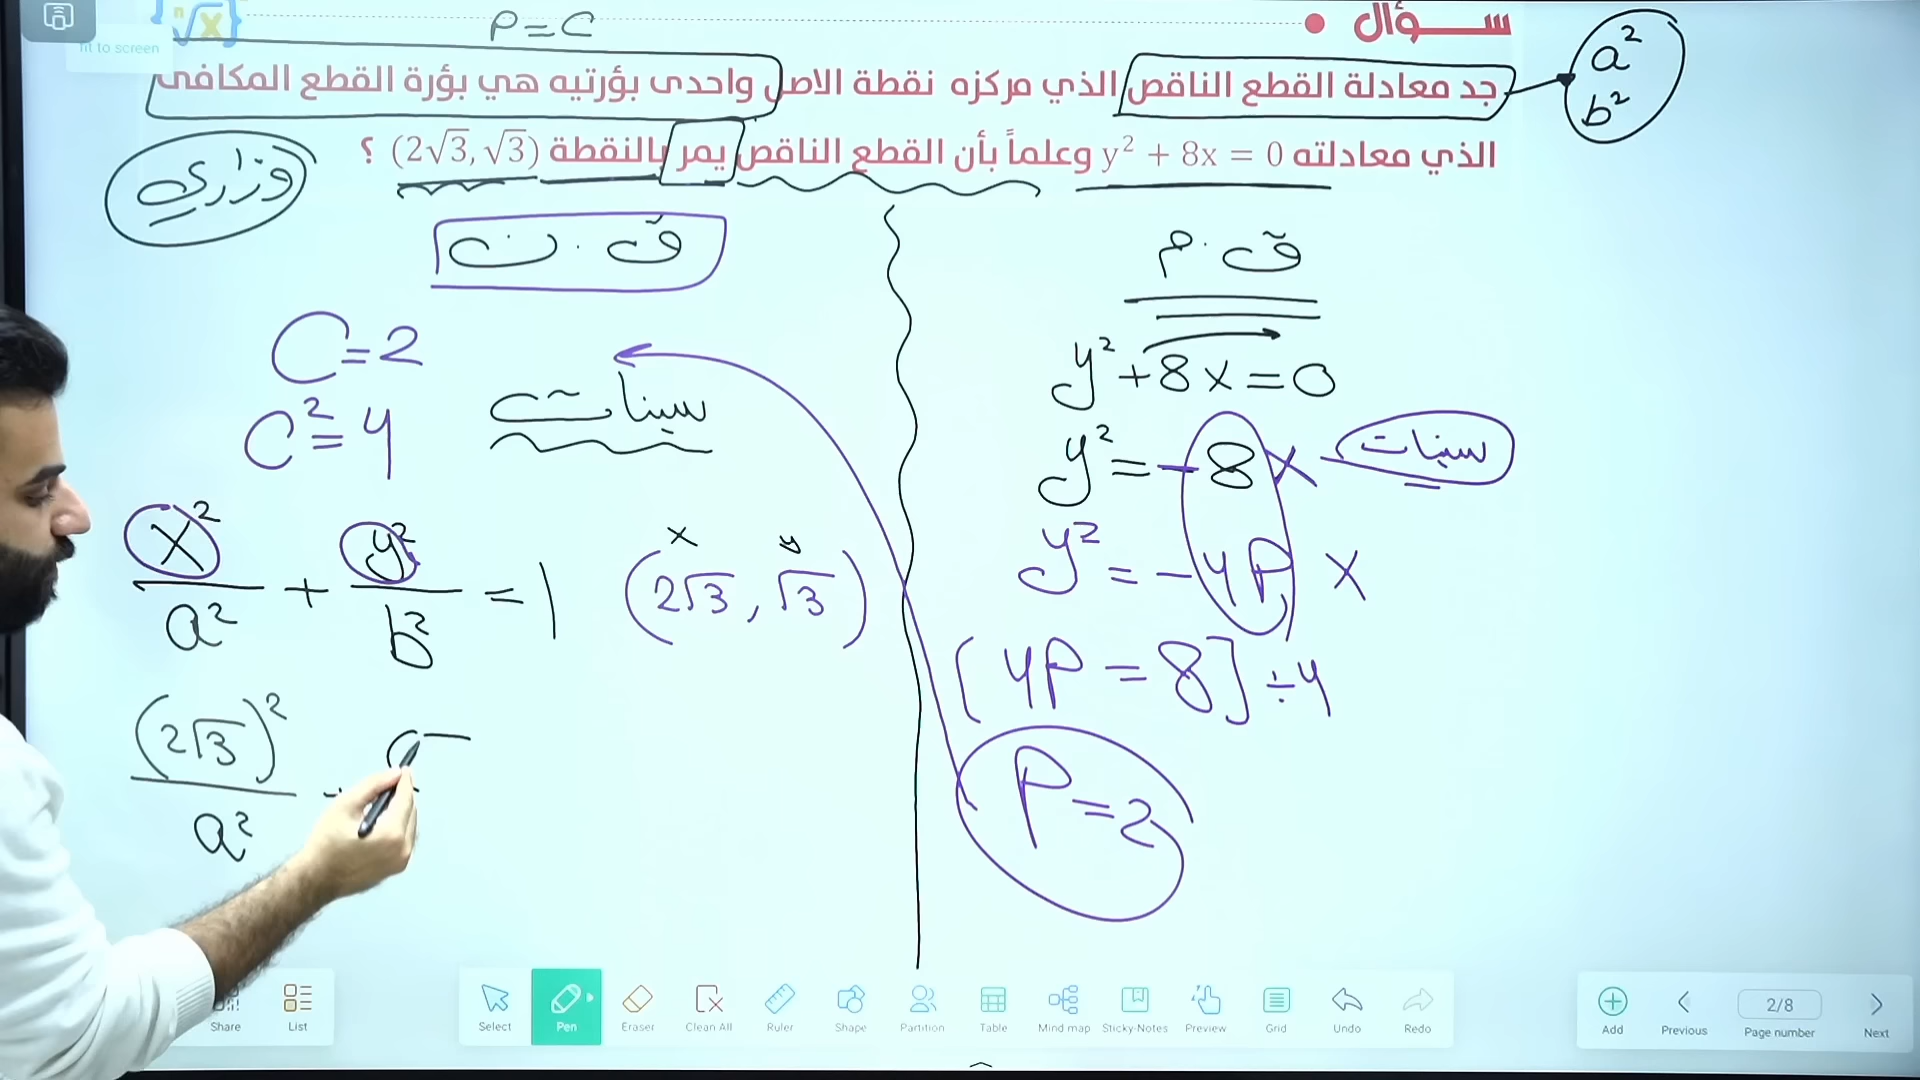 سؤال
P = C
جد معادلة القطع الناقص الذي مركزه نقطة الاصل واحدى بؤرتيه هي بؤرة القطع المكافئ
الذي معادلته y² + 8x = 0 وعلماً بأن القطع الناقص يمر بالنقطة (2√3, √3) ؟
a²
b²
وزاري
fit to screen
√x
ق.م
y² + 8x = 0
y² = -8x
سينات
y² = -4P x
[4P = 8] ÷ 4
P = 2
ق.ن
C = 2
C² = 4
سينات
x²/a² + y²/b² = 1
x y
(2√3, √3)
(2√3)²/a²
Share
List
Select
Pen
Eraser
Clean All
Ruler
Shape
Partition
Table
Mind map
Sticky-Notes
Preview
Grid
Undo
Redo
Add
Previous
2/8
Page number
Next